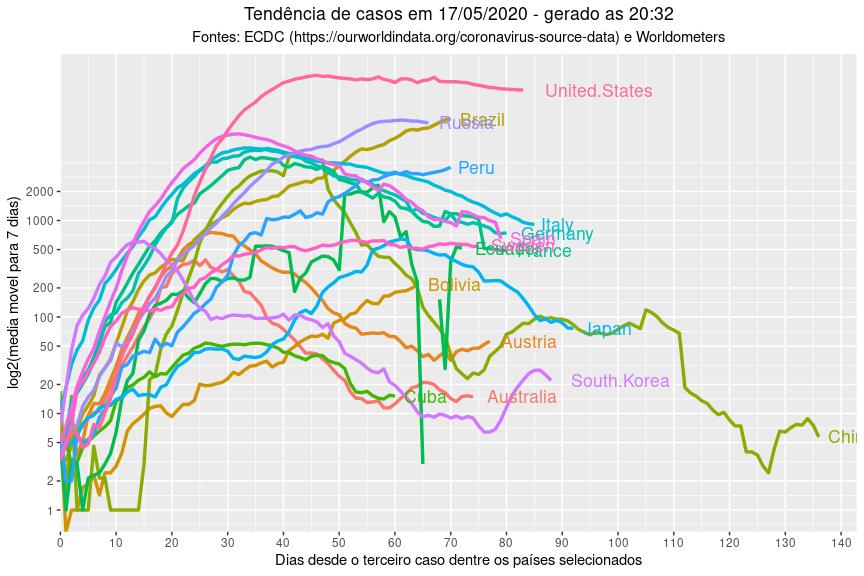 Tendência de casos em 17/05/2020 - gerado as 20:32
Fontes: ECDC (https://ourworldindata.org/coronavirus-source-data) e Worldometers
log2(media movel para 7 dias)
2000
1000
500
200
100
50
20
10
5
2
1
United.States
Russia
Brazil
Peru
Italy
Germany
Spain
Sweden
Ecuador
France
Bolivia
Japan
Austria
South.Korea
Cuba
Australia
Chin
0 10 20 30 40 50 60 70 80 90 100 110 120 130 140
Dias desde o terceiro caso dentre os países selecionados